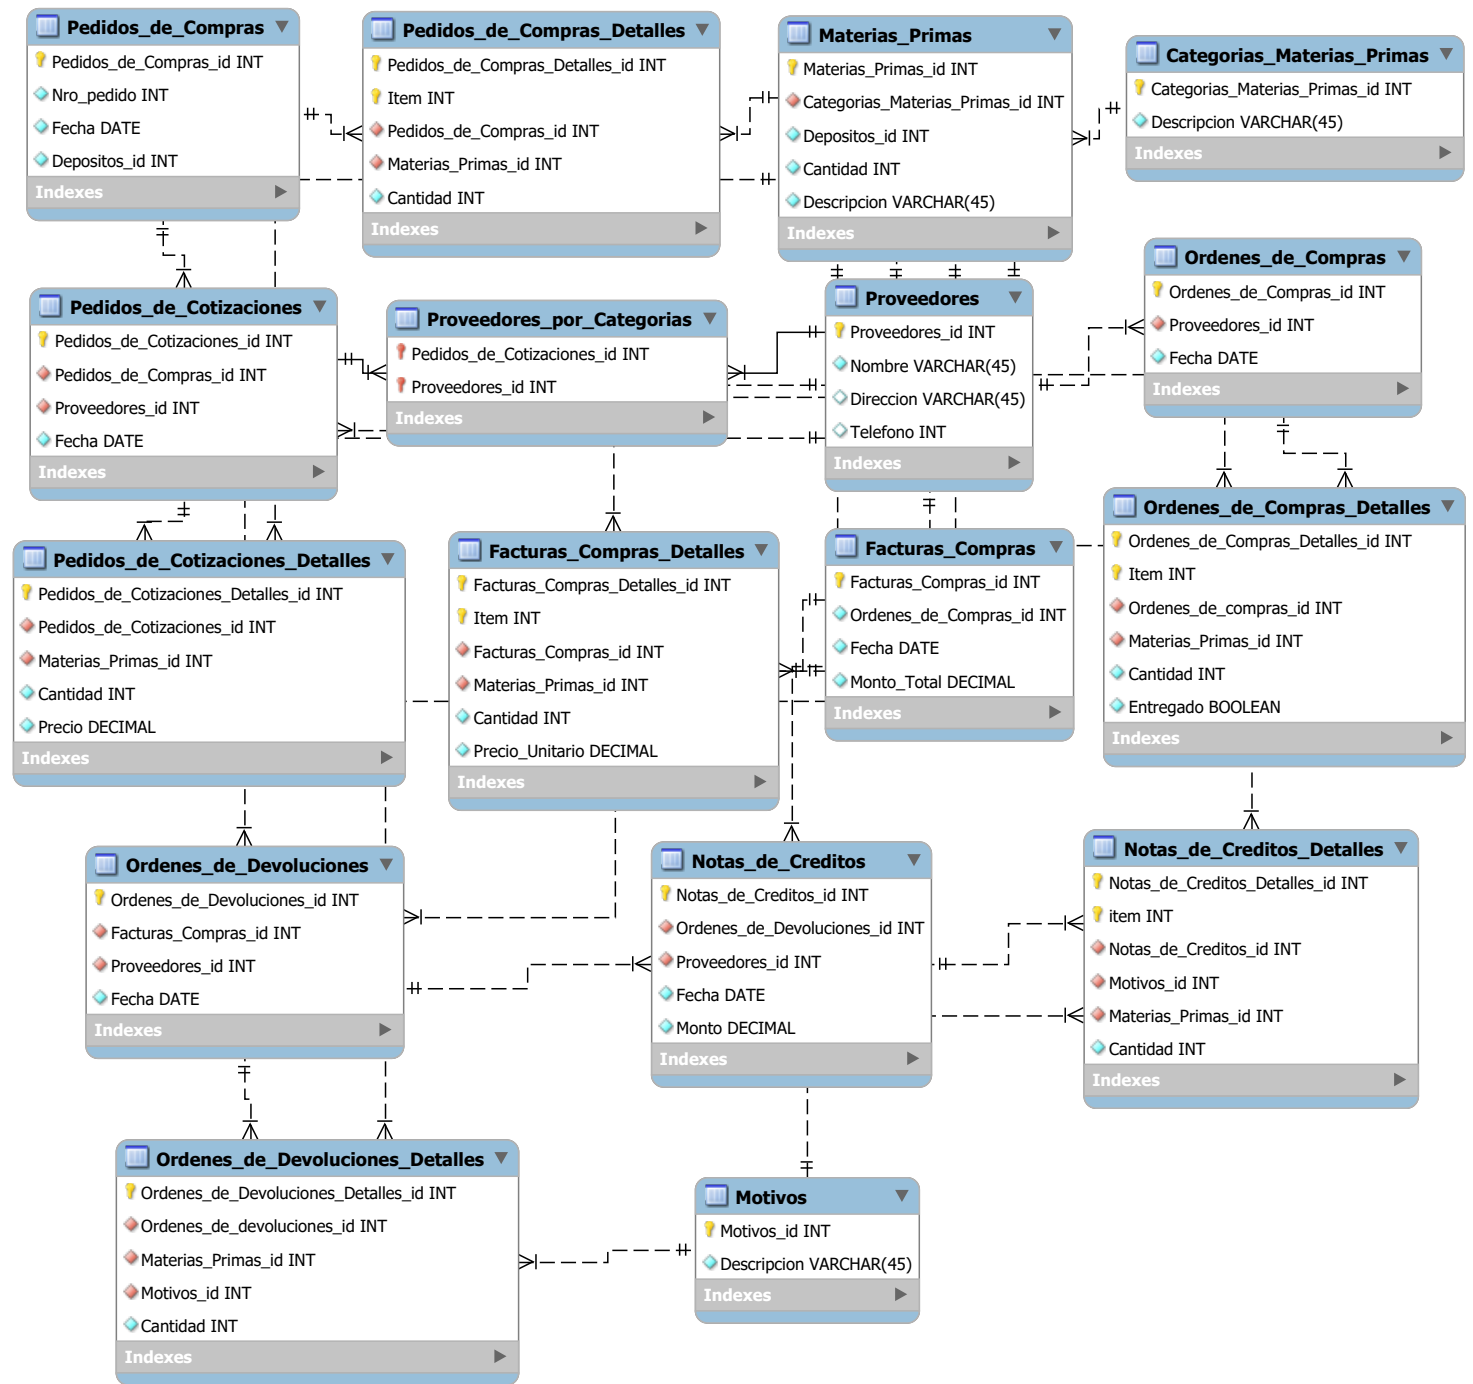 Pedidos_de_Compras
Pedidos_de_Compras_id INT
Nro_pedido INT
Fecha DATE
Depositos_id INT
Indexes
Pedidos_de_Compras_Detalles
Pedidos_de_Compras_Detalles_id INT
Item INT
Pedidos_de_Compras_id INT
Materias_Primas_id INT
Cantidad INT
Indexes
Materias_Primas
Materias_Primas_id INT
Categorias_Materias_Primas_id INT
Depositos_id INT
Cantidad INT
Descripcion VARCHAR(45)
Indexes
Categorias_Materias_Primas
Categorias_Materias_Primas_id INT
Descripcion VARCHAR(45)
Indexes
Pedidos_de_Cotizaciones
Pedidos_de_Cotizaciones_id INT
Pedidos_de_Compras_id INT
Proveedores_id INT
Fecha DATE
Indexes
Proveedores_por_Categorias
Pedidos_de_Cotizaciones_id INT
Proveedores_id INT
Indexes
Proveedores
Proveedores_id INT
Nombre VARCHAR(45)
Direccion VARCHAR(45)
Telefono INT
Indexes
Ordenes_de_Compras
Ordenes_de_Compras_id INT
Proveedores_id INT
Fecha DATE
Indexes
Pedidos_de_Cotizaciones_Detalles
Pedidos_de_Cotizaciones_Detalles_id INT
Pedidos_de_Cotizaciones_id INT
Materias_Primas_id INT
Cantidad INT
Precio DECIMAL
Indexes
Facturas_Compras_Detalles
Facturas_Compras_Detalles_id INT
Item INT
Facturas_Compras_id INT
Materias_Primas_id INT
Cantidad INT
Precio_Unitario DECIMAL
Indexes
Facturas_Compras
Facturas_Compras_id INT
Ordenes_de_Compras_id INT
Fecha DATE
Monto_Total DECIMAL
Indexes
Ordenes_de_Compras_Detalles
Ordenes_de_Compras_Detalles_id INT
Item INT
Ordenes_de_compras_id INT
Materias_Primas_id INT
Cantidad INT
Entregado BOOLEAN
Indexes
Ordenes_de_Devoluciones
Ordenes_de_Devoluciones_id INT
Facturas_Compras_id INT
Proveedores_id INT
Fecha DATE
Indexes
Notas_de_Creditos
Notas_de_Creditos_id INT
Ordenes_de_Devoluciones_id INT
Proveedores_id INT
Fecha DATE
Monto DECIMAL
Indexes
Notas_de_Creditos_Detalles
Notas_de_Creditos_Detalles_id INT
item INT
Notas_de_Creditos_id INT
Motivos_id INT
Materias_Primas_id INT
Cantidad INT
Indexes
Ordenes_de_Devoluciones_Detalles
Ordenes_de_Devoluciones_Detalles_id INT
Ordenes_de_devoluciones_id INT
Materias_Primas_id INT
Motivos_id INT
Cantidad INT
Indexes
Motivos
Motivos_id INT
Descripcion VARCHAR(45)
Indexes